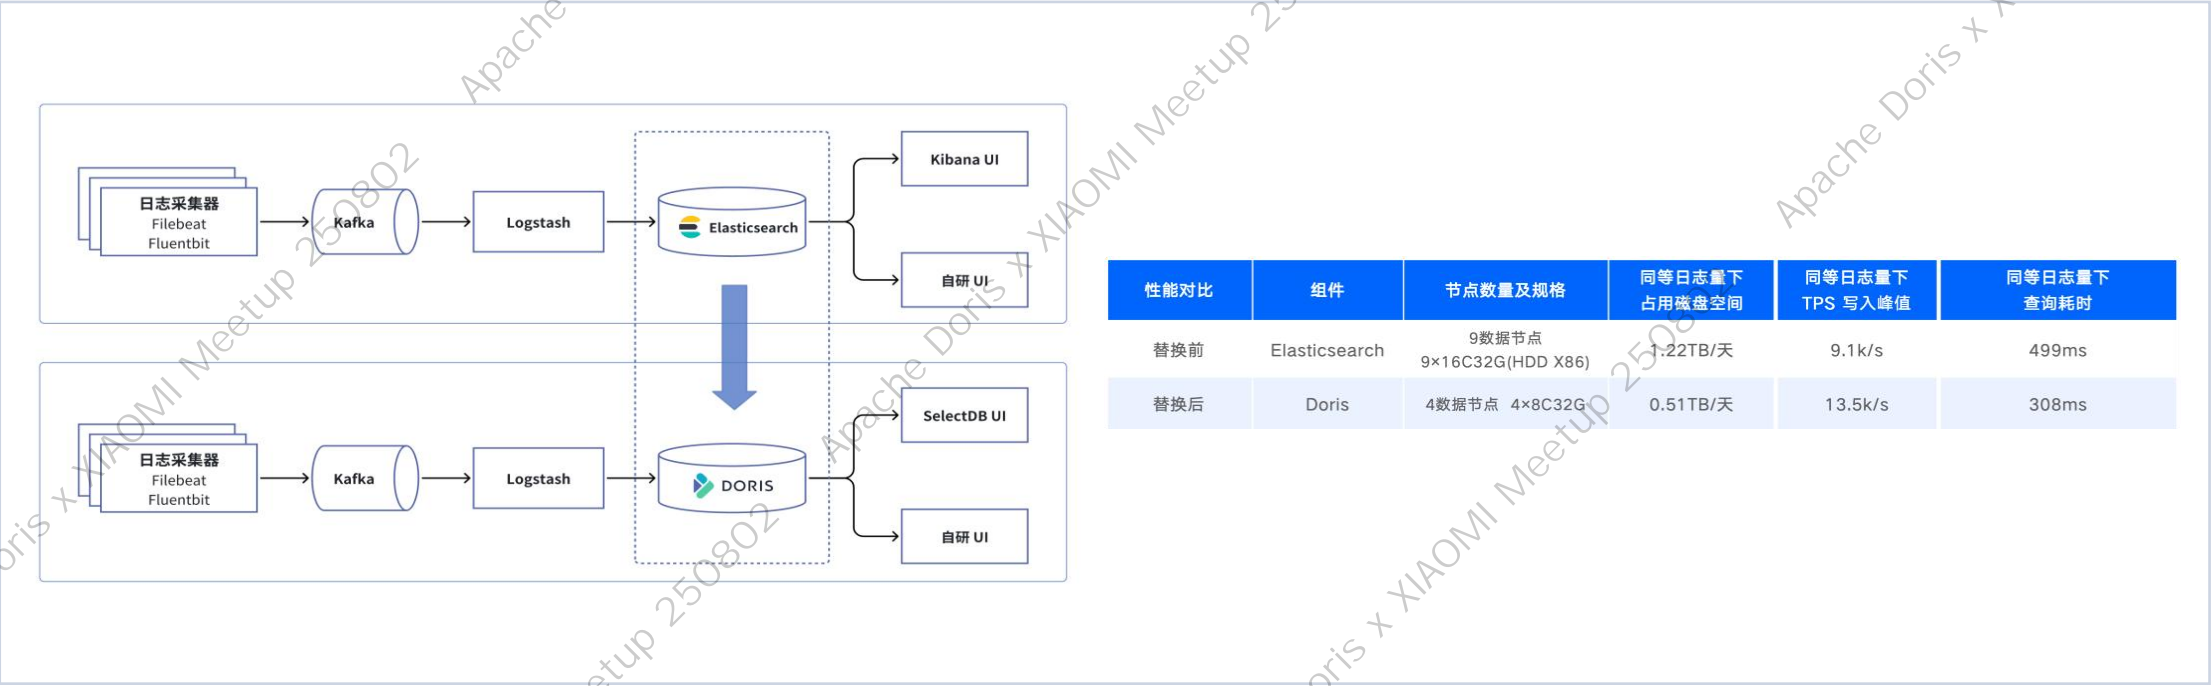 日志采集器
Filebeat
Fluentbit
Kafka
Logstash
Elasticsearch
Kibana UI
自研 UI
日志采集器
Filebeat
Fluentbit
Kafka
Logstash
DORIS
SelectDB UI
自研 UI
性能对比
组件
节点数量及规格
同等日志量下
占用磁盘空间
同等日志量下
TPS 写入峰值
同等日志量下
查询耗时
替换前
Elasticsearch
9数据节点
9×16C32G(HDD X86)
1.22TB/天
9.1k/s
499ms
替换后
Doris
4数据节点 4×8C32G
0.51TB/天
13.5k/s
308ms
Apache
oris x XIAOMI Meetup 250802
Apache Doris x XIAOMI Meetup 25
etup 250802
Apache Doris x X
oris x XIAOMI Meetup 250802